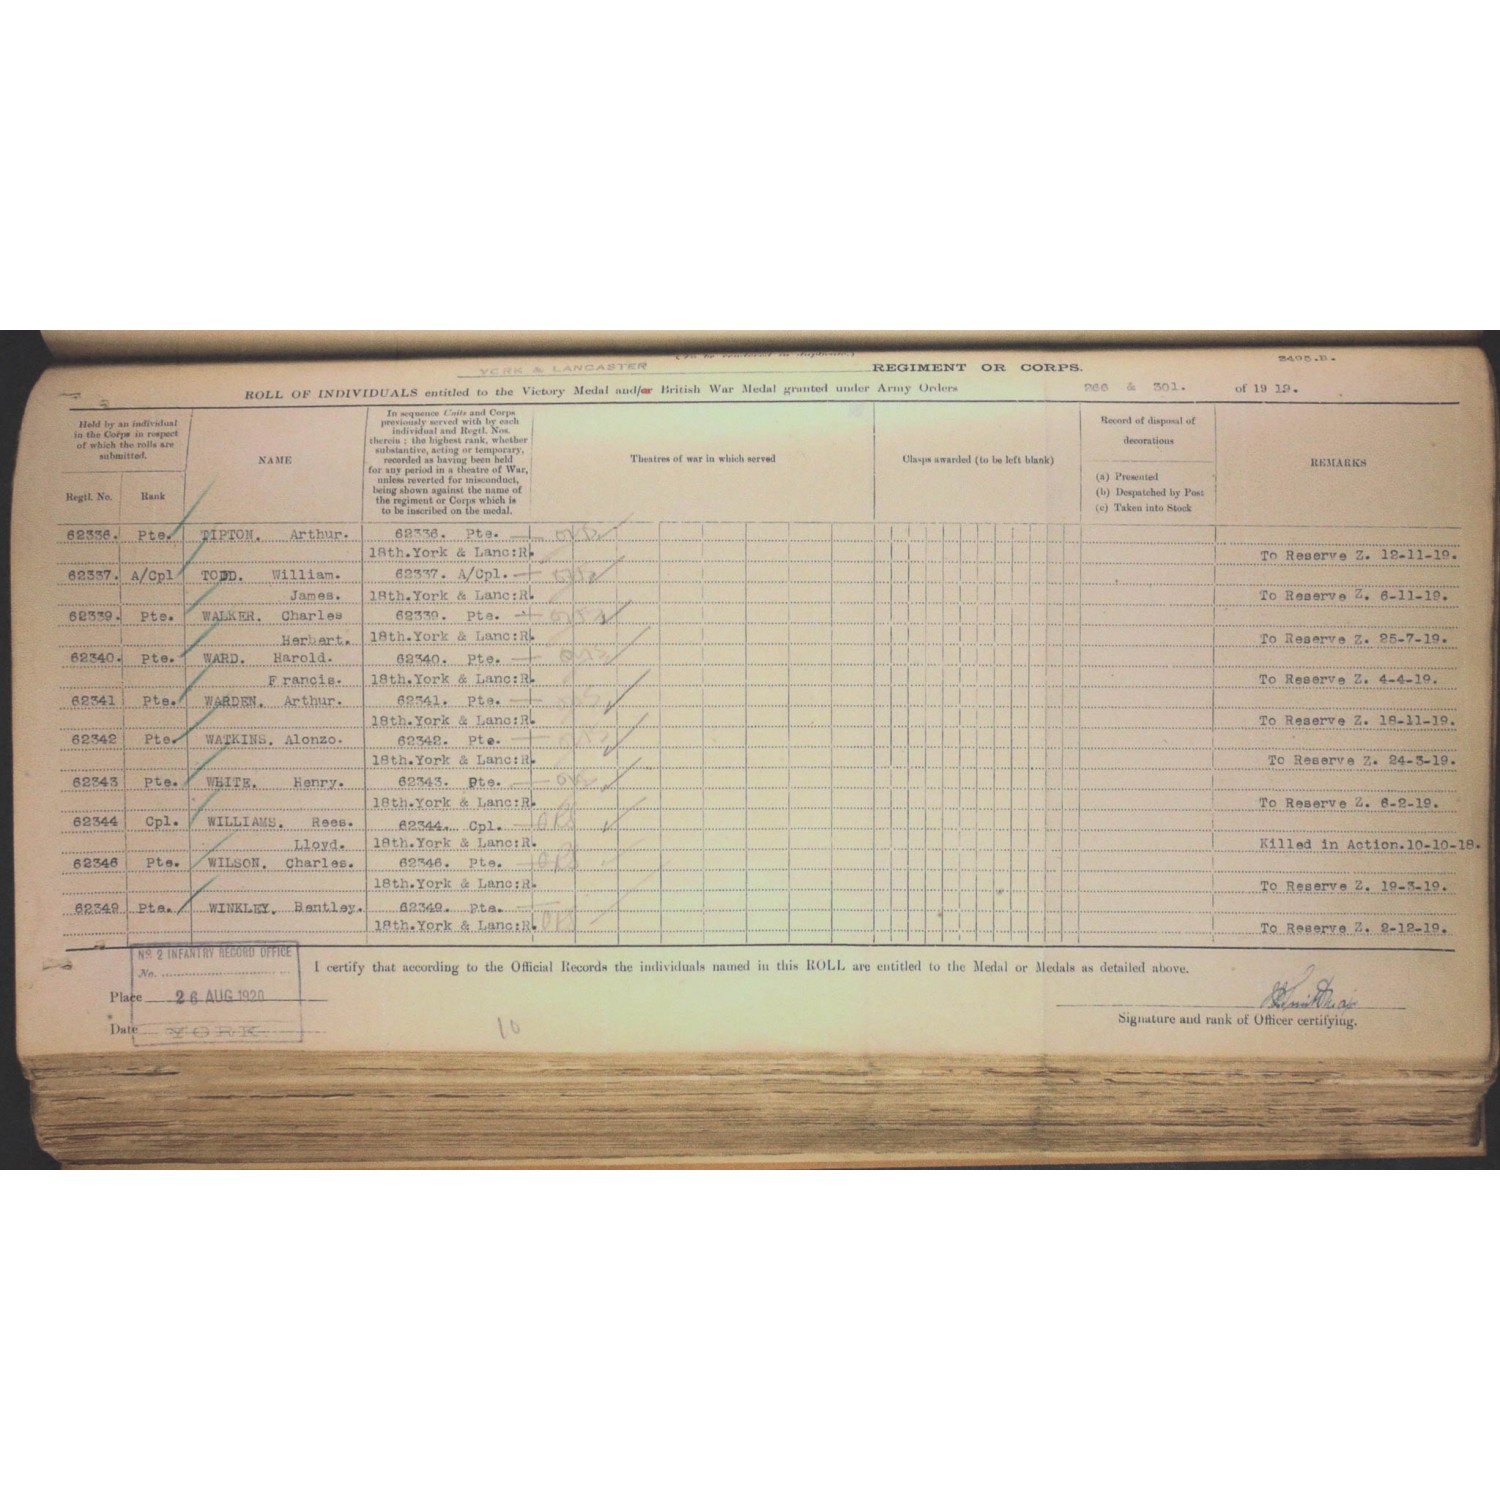 (To be rendered in duplicate.)
3493.B.
YORK & LANCASTER REGIMENT OR CORPS.
ROLL OF INDIVIDUALS entitled to the Victory Medal and/or British War Medal granted under Army Orders 266 & 301. of 19 19.
Held by an individual in the Corps in respect of which the rolls are submitted.
Regtl. No. Rank
NAME
In sequence Units and Corps
previously served with by each
individual and Regtl. Nos.
therein; the highest rank, whether
substantive, acting or temporary,
recorded as having been held
for any period in a theatre of War,
unless reverted for misconduct,
being shown against the name of
the regiment or Corps which is
to be inscribed on the medal.
Theatres of war in which served
Clasps awarded (to be left blank)
Record of disposal of
decorations
(a) Presented
(b) Despatched by Post
(c) Taken into Stock
REMARKS
62336. Pte. TIPTON. Arthur. 62336. Pte.
18th.York & Lanc:R. To Reserve Z. 12-11-19.
62337. A/Cpl TODD. William. 62337. A/Cpl.
James. 18th.York & Lanc:R. To Reserve Z. 6-11-19.
62339. Pte. WALKER. Charles 62339. Pte.
Herbert. 18th.York & Lanc:R. To Reserve Z. 25-7-19.
62340. Pte. WARD. Harold. 62340. Pte.
Francis. 18th.York & Lanc:R. To Reserve Z. 4-4-19.
62341 Pte. WARDEN. Arthur. 62341. Pte.
18th.York & Lanc:R. To Reserve Z. 18-11-19.
62342 Pte. WATKINS. Alonzo. 62342. Pte.
18th.York & Lanc:R. To Reserve Z. 24-3-19.
62343 Pte. WHITE. Henry. 62343. Pte.
18th.York & Lanc:R. To Reserve Z. 6-2-19.
62344 Cpl. WILLIAMS. Rees. 62344. Cpl.
Lloyd. 18th.York & Lanc:R. Killed in Action.10-10-18.
62346 Pte. WILSON. Charles. 62346. Pte.
18th.York & Lanc:R. To Reserve Z. 19-3-19.
62349 Pte. WINKLEY. Bentley. 62349. Pte.
18th.York & Lanc:R. To Reserve Z. 2-12-19.
No 2 INFANTRY RECORD OFFICE
No.
I certify that according to the Official Records the individuals named in this ROLL are entitled to the Medal or Medals as detailed above.
Place 26 AUG 1920
Date YORK
10
Signature and rank of Officer certifying.